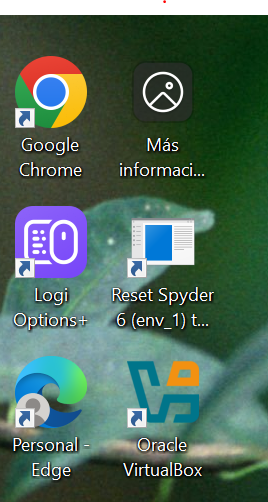 Google
Chrome
Más
informaci...
Logi
Options+
Reset Spyder
6 (env_1) t...
Personal -
Edge
Oracle
VirtualBox